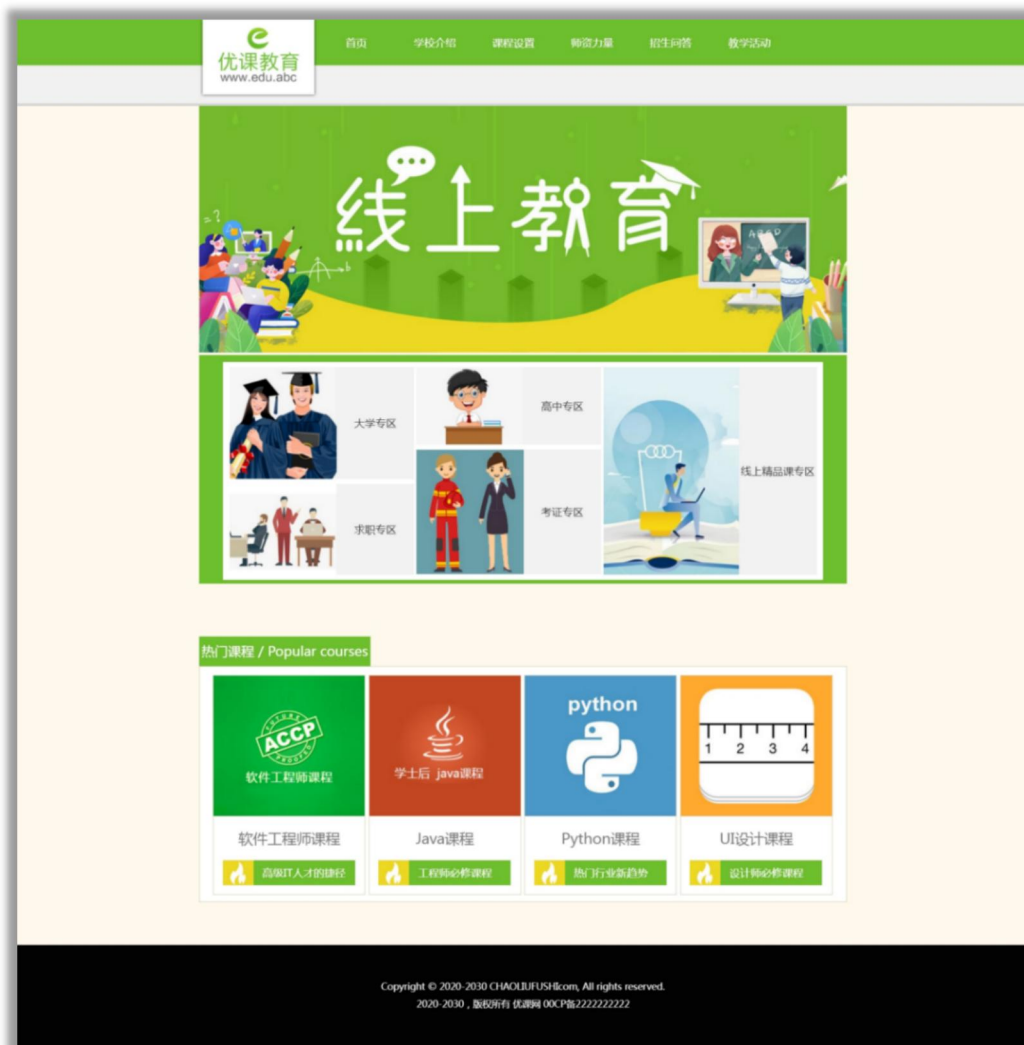 优课教育
www.edu.abc
首页 学校介绍 课程设置 师资力量 招生问答 教学活动
線上教育
=?
ABCD
大学专区
高中专区
线上精品课专区
求职专区
考证专区
热门课程 / Popular courses
ACCP
软件工程师课程
学士后 java课程
python
1 2 3 4
软件工程师课程
Java课程
Python课程
UI设计课程
高级IT人才的捷径
工程师必修课程
热门行业新趋势
设计师必修课程
Copyright © 2020-2030 CHAOLIUFUSHIcom, All rights reserved.
2020-2030 , 版权所有 优课网 00CP备2222222222